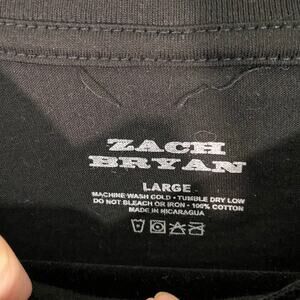 ZACH
BRYAN
LARGE
MACHINE WASH COLD • TUMBLE DRY LOW
DO NOT BLEACH OR IRON • 100% COTTON
MADE IN NICARAGUA